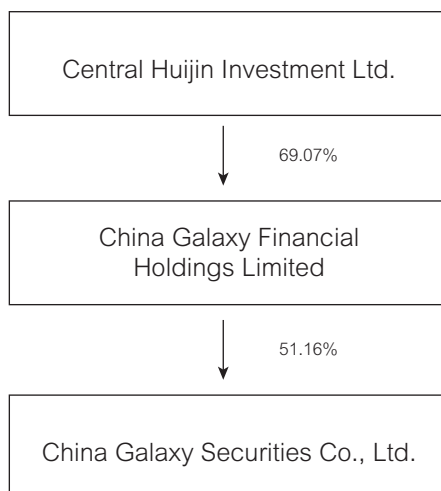 Central Huijin Investment Ltd.
69.07%
China Galaxy Financial
Holdings Limited
51.16%
China Galaxy Securities Co., Ltd.